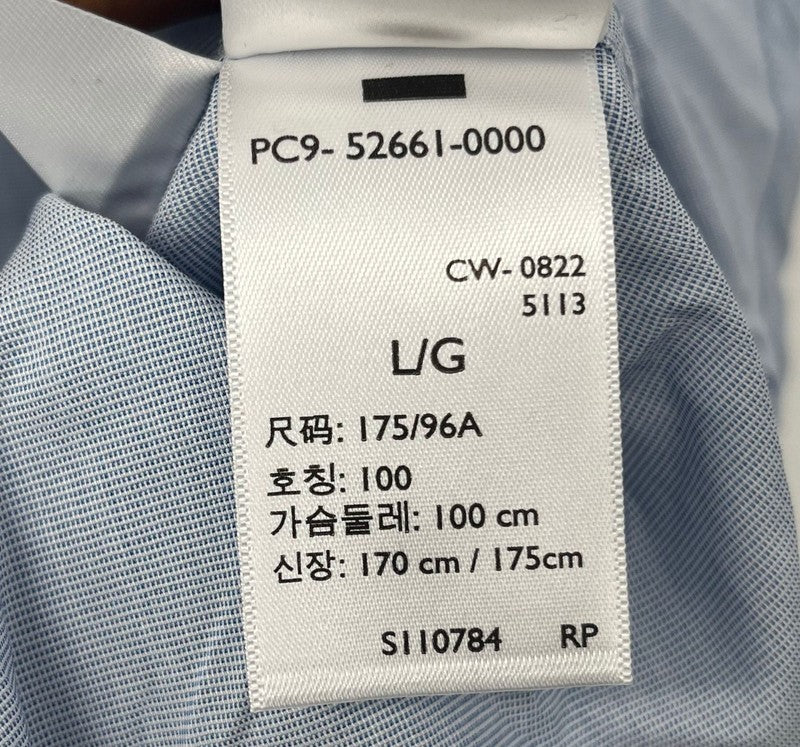 PC9- 52661-0000
CW- 0822
5113
L/G
尺码: 175/96A
호칭: 100
가슴둘레: 100 cm
신장: 170 cm / 175cm
S110784 RP